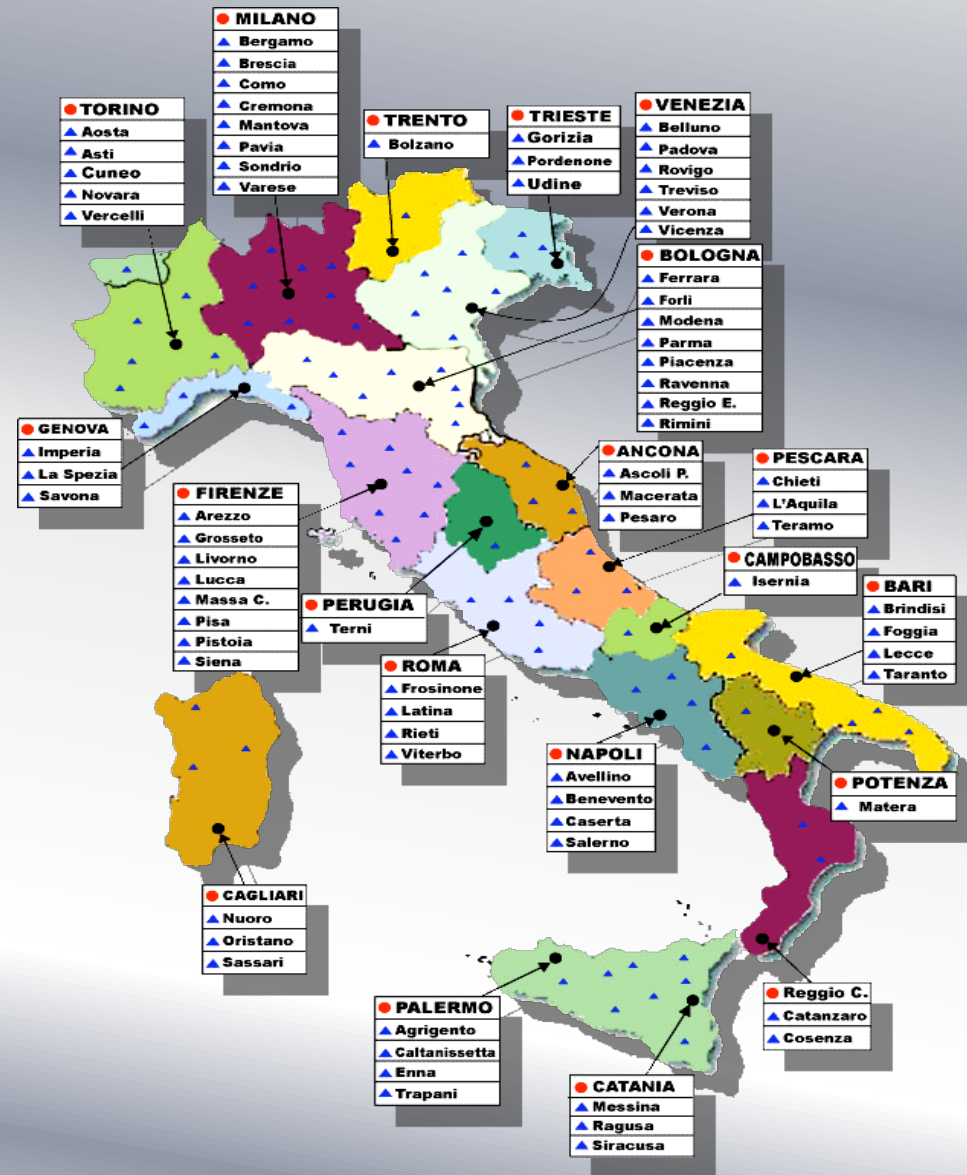 MILANO
Bergamo
Brescia
Como
Cremona
Mantova
Pavia
Sondrio
Varese
TORINO
Aosta
Asti
Cuneo
Novara
Vercelli
TRENTO
Bolzano
TRIESTE
Gorizia
Pordenone
Udine
VENEZIA
Belluno
Padova
Rovigo
Treviso
Verona
Vicenza
BOLOGNA
Ferrara
Forlì
Modena
Parma
Piacenza
Ravenna
Reggio E.
Rimini
GENOVA
Imperia
La Spezia
Savona
FIRENZE
Arezzo
Grosseto
Livorno
Lucca
Massa C.
Pisa
Pistoia
Siena
ANCONA
Ascoli P.
Macerata
Pesaro
PESCARA
Chieti
L'Aquila
Teramo
CAMPOBASSO
Isernia
BARI
Brindisi
Foggia
Lecce
Taranto
PERUGIA
Terni
ROMA
Frosinone
Latina
Rieti
Viterbo
NAPOLI
Avellino
Benevento
Caserta
Salerno
POTENZA
Matera
CAGLIARI
Nuoro
Oristano
Sassari
PALERMO
Agrigento
Caltanissetta
Enna
Trapani
Reggio C.
Catanzaro
Cosenza
CATANIA
Messina
Ragusa
Siracusa